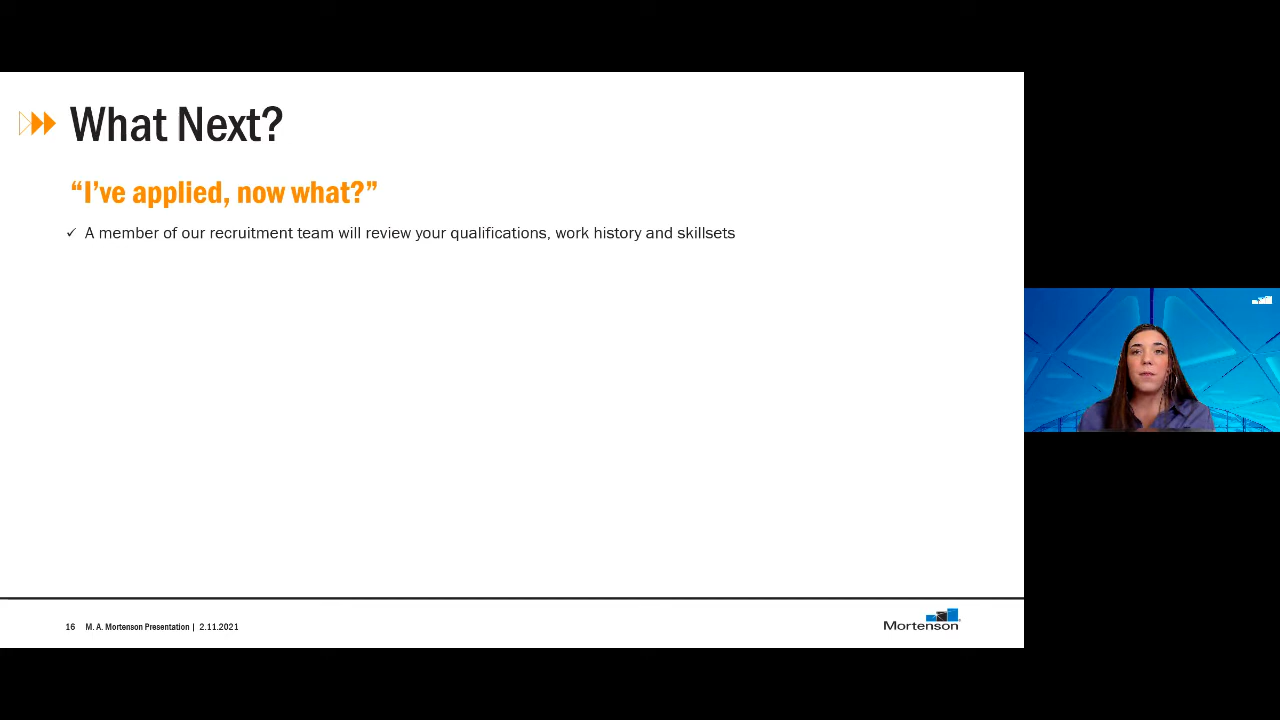 What Next?
“I’ve applied, now what?”
✓ A member of our recruitment team will review your qualifications, work history and skillsets
16 M. A. Mortenson Presentation | 2.11.2021
Mortenson